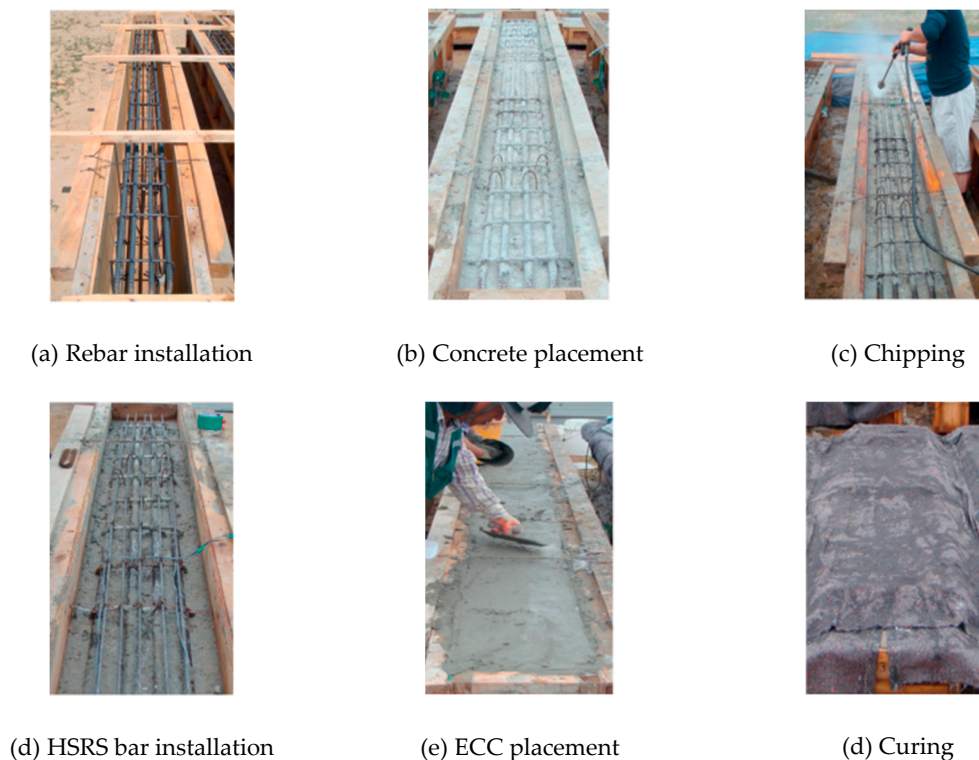 (a) Rebar installation
(b) Concrete placement
(c) Chipping
(d) HSRS bar installation
(e) ECC placement
(d) Curing